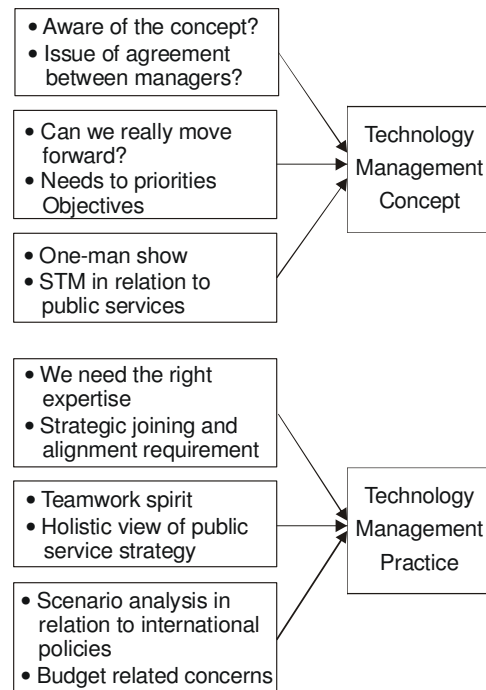 • Aware of the concept?
• Issue of agreement
between managers?
• Can we really move
forward?
• Needs to priorities
Objectives
• One-man show
• STM in relation to
public services
Technology
Management
Concept
• We need the right
expertise
• Strategic joining and
alignment requirement
• Teamwork spirit
• Holistic view of public
service strategy
• Scenario analysis in
relation to international
policies
• Budget related concerns
Technology
Management
Practice